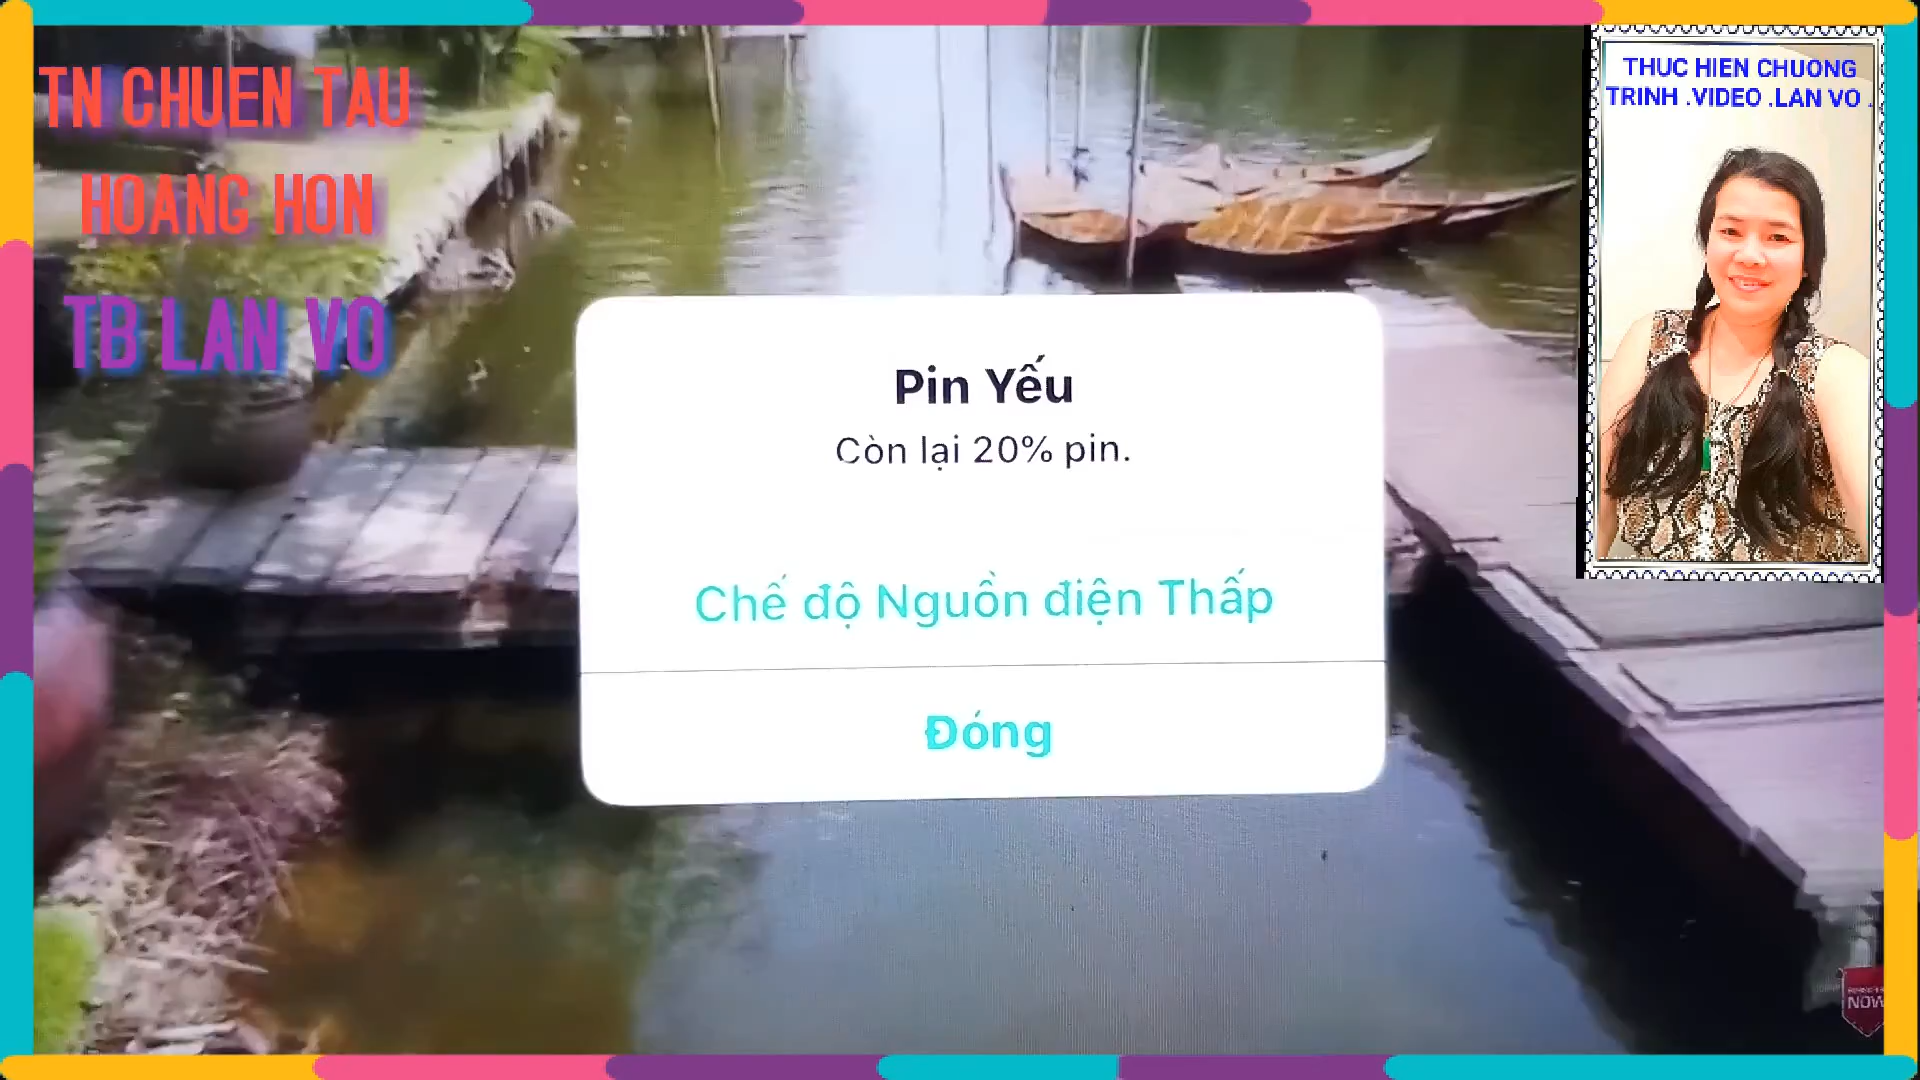 TN CHUEN TAU
HOANG HON
TB LAN VO
THUC HIEN CHUONG
TRINH .VIDEO .LAN VO .
Pin Yếu
Còn lại 20% pin.
Chế độ Nguồn điện Thấp
Đóng
NOW